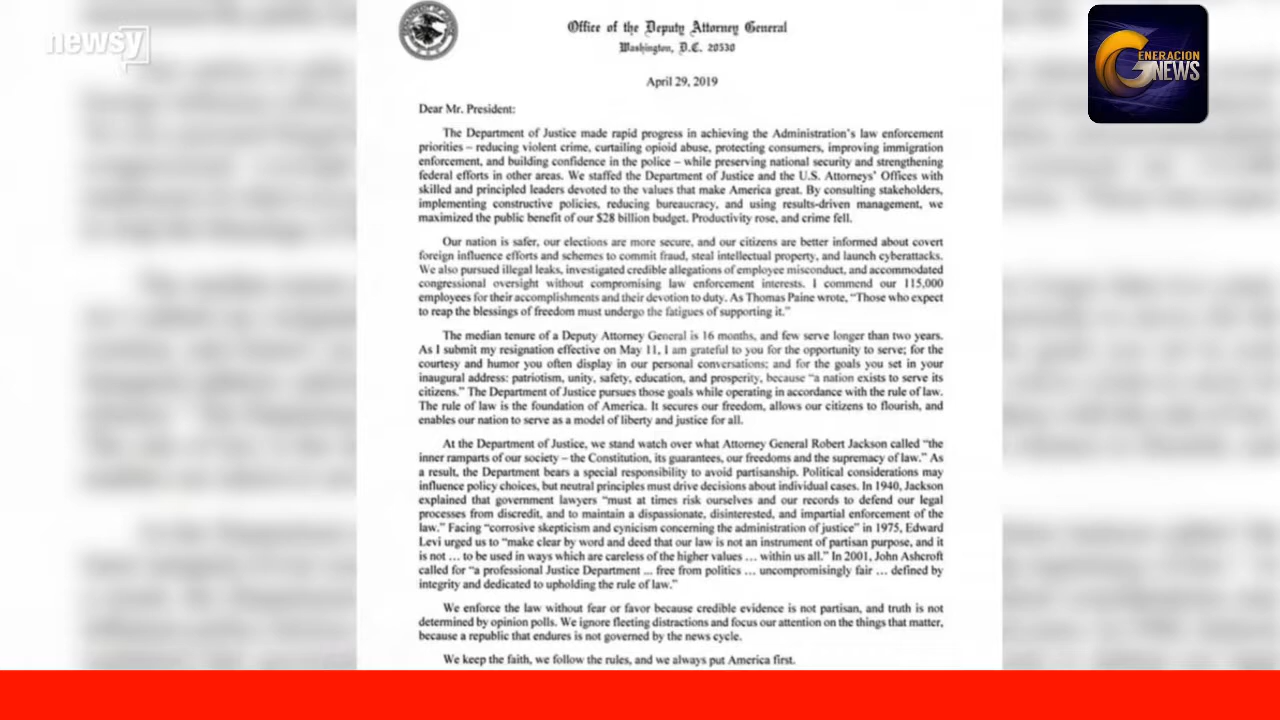 newsy
GENERACION
NEWS
Office of the Deputy Attorney General
Washington, D.C. 20530
April 29, 2019
Dear Mr. President:
The Department of Justice made rapid progress in achieving the Administration's law enforcement
priorities – reducing violent crime, curtailing opioid abuse, protecting consumers, improving immigration
enforcement, and building confidence in the police – while preserving national security and strengthening
federal efforts in other areas. We staffed the Department of Justice and the U.S. Attorneys' Offices with
skilled and principled leaders devoted to the values that make America great. By consulting stakeholders,
implementing constructive policies, reducing bureaucracy, and using results-driven management, we
maximized the public benefit of our $28 billion budget. Productivity rose, and crime fell.
Our nation is safer, our elections are more secure, and our citizens are better informed about covert
foreign influence efforts and schemes to commit fraud, steal intellectual property, and launch cyberattacks.
We also pursued illegal leaks, investigated credible allegations of employee misconduct, and accommodated
congressional oversight without compromising law enforcement interests. I commend our 115,000
employees for their accomplishments and their devotion to duty. As Thomas Paine wrote, "Those who expect
to reap the blessings of freedom must undergo the fatigues of supporting it."
The median tenure of a Deputy Attorney General is 16 months, and few serve longer than two years.
As I submit my resignation effective on May 11, I am grateful to you for the opportunity to serve; for the
courtesy and humor you often display in our personal conversations; and for the goals you set in your
inaugural address: patriotism, unity, safety, education, and prosperity, because "a nation exists to serve its
citizens." The Department of Justice pursues those goals while operating in accordance with the rule of law.
The rule of law is the foundation of America. It secures our freedom, allows our citizens to flourish, and
enables our nation to serve as a model of liberty and justice for all.
At the Department of Justice, we stand watch over what Attorney General Robert Jackson called "the
inner ramparts of our society – the Constitution, its guarantees, our freedoms and the supremacy of law." As
a result, the Department bears a special responsibility to avoid partisanship. Political considerations may
influence policy choices, but neutral principles must drive decisions about individual cases. In 1940, Jackson
explained that government lawyers "must at times risk ourselves and our records to defend our legal
processes from discredit, and to maintain a dispassionate, disinterested, and impartial enforcement of the
law." Facing "corrosive skepticism and cynicism concerning the administration of justice" in 1975, Edward
Levi urged us to "make clear by word and deed that our law is not an instrument of partisan purpose, and it
is not … to be used in ways which are careless of the higher values … within us all." In 2001, John Ashcroft
called for "a professional Justice Department … free from politics … uncompromisingly fair … defined by
integrity and dedicated to upholding the rule of law."
We enforce the law without fear or favor because credible evidence is not partisan, and truth is not
determined by opinion polls. We ignore fleeting distractions and focus our attention on the things that matter,
because a republic that endures is not governed by the news cycle.
We keep the faith, we follow the rules, and we always put America first.